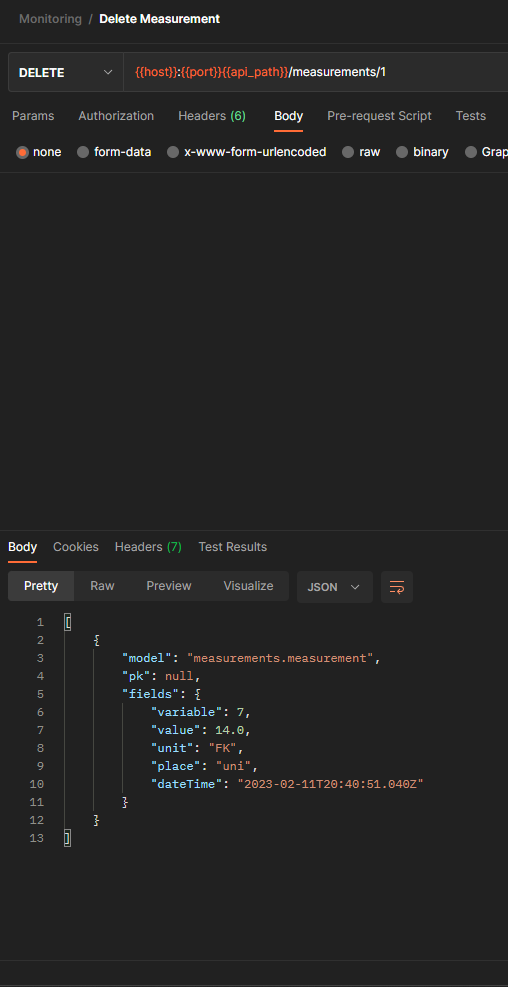 Monitoring / Delete Measurement
DELETE {{host}}:{{port}}{{api_path}}/measurements/1
Params Authorization Headers (6) Body Pre-request Script Tests
none form-data x-www-form-urlencoded raw binary Grap
Body Cookies Headers (7) Test Results
Pretty Raw Preview Visualize JSON
1 [
2 {
3 "model": "measurements.measurement",
4 "pk": null,
5 "fields": {
6 "variable": 7,
7 "value": 14.0,
8 "unit": "FK",
9 "place": "uni",
10 "dateTime": "2023-02-11T20:40:51.040Z"
11 }
12 }
13 ]